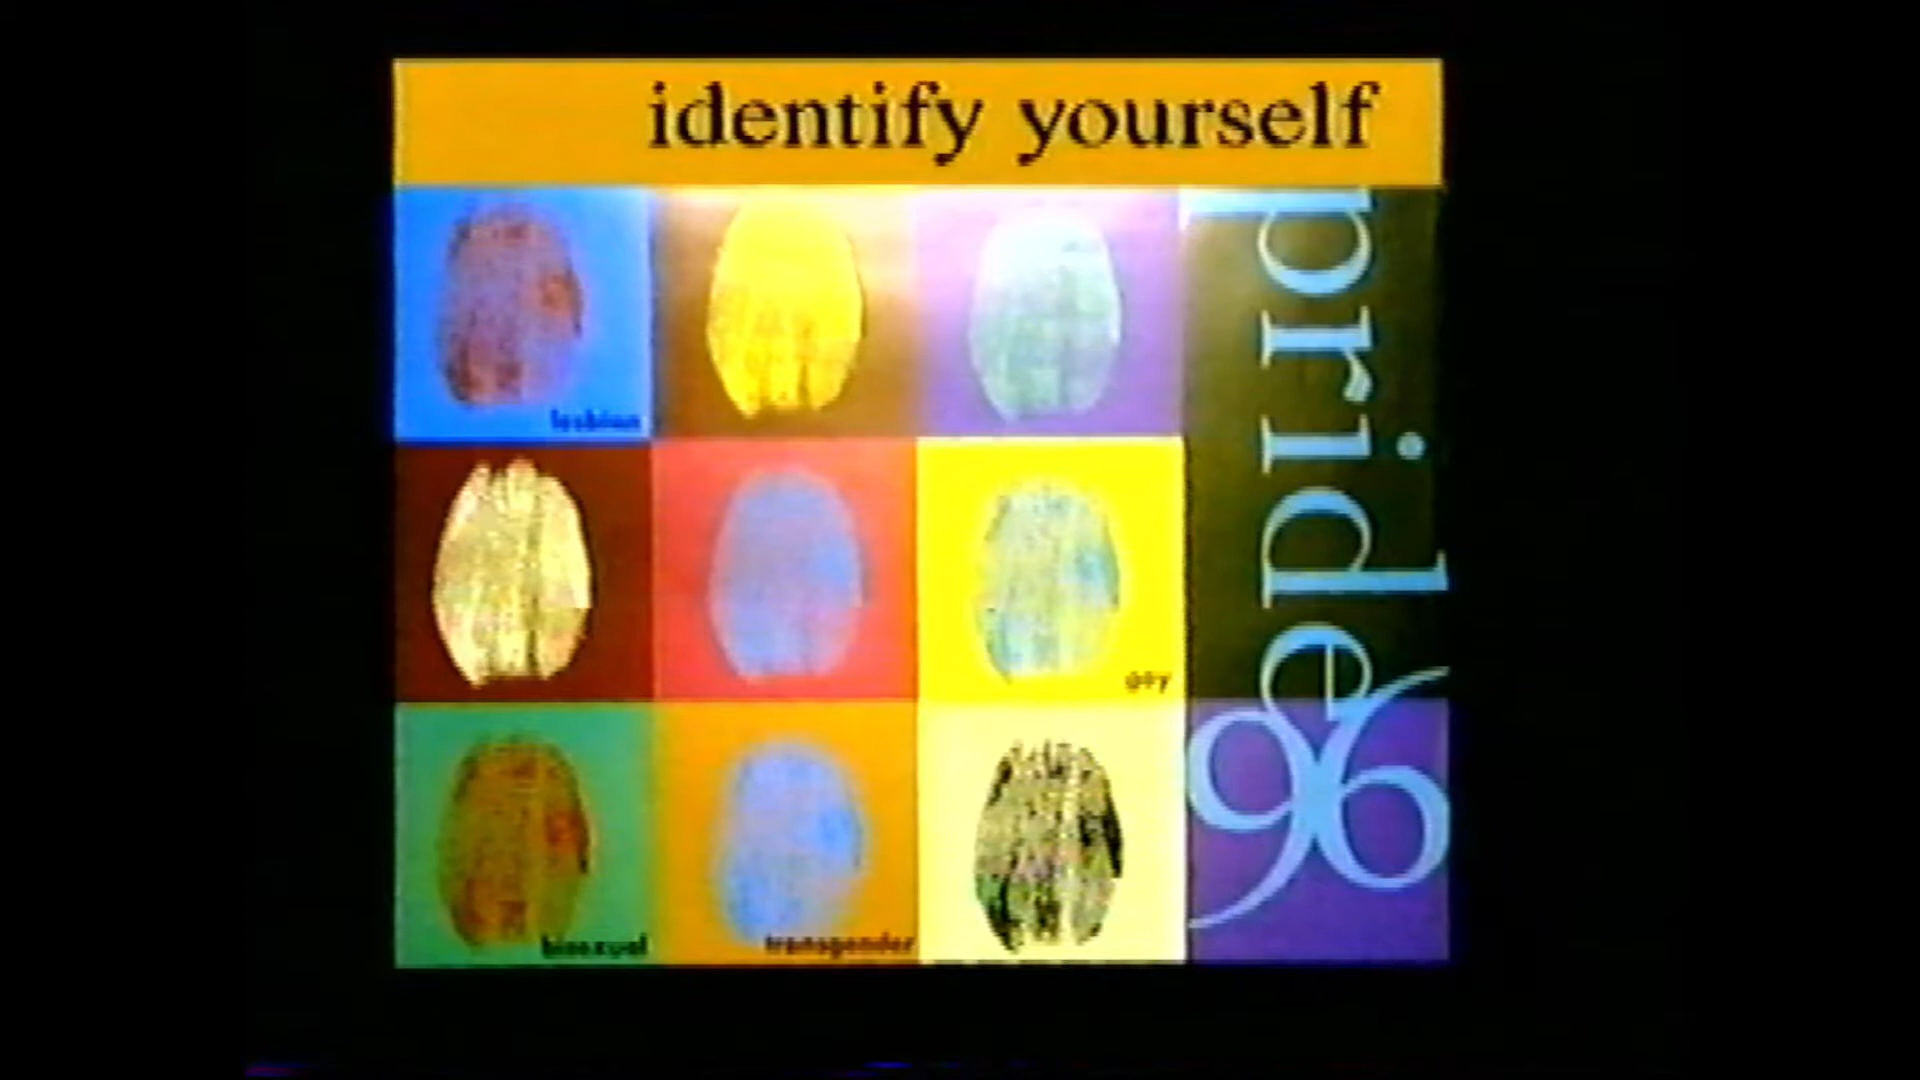 identify yourself
pride
lesbian
gay
96
bisexual
transgender